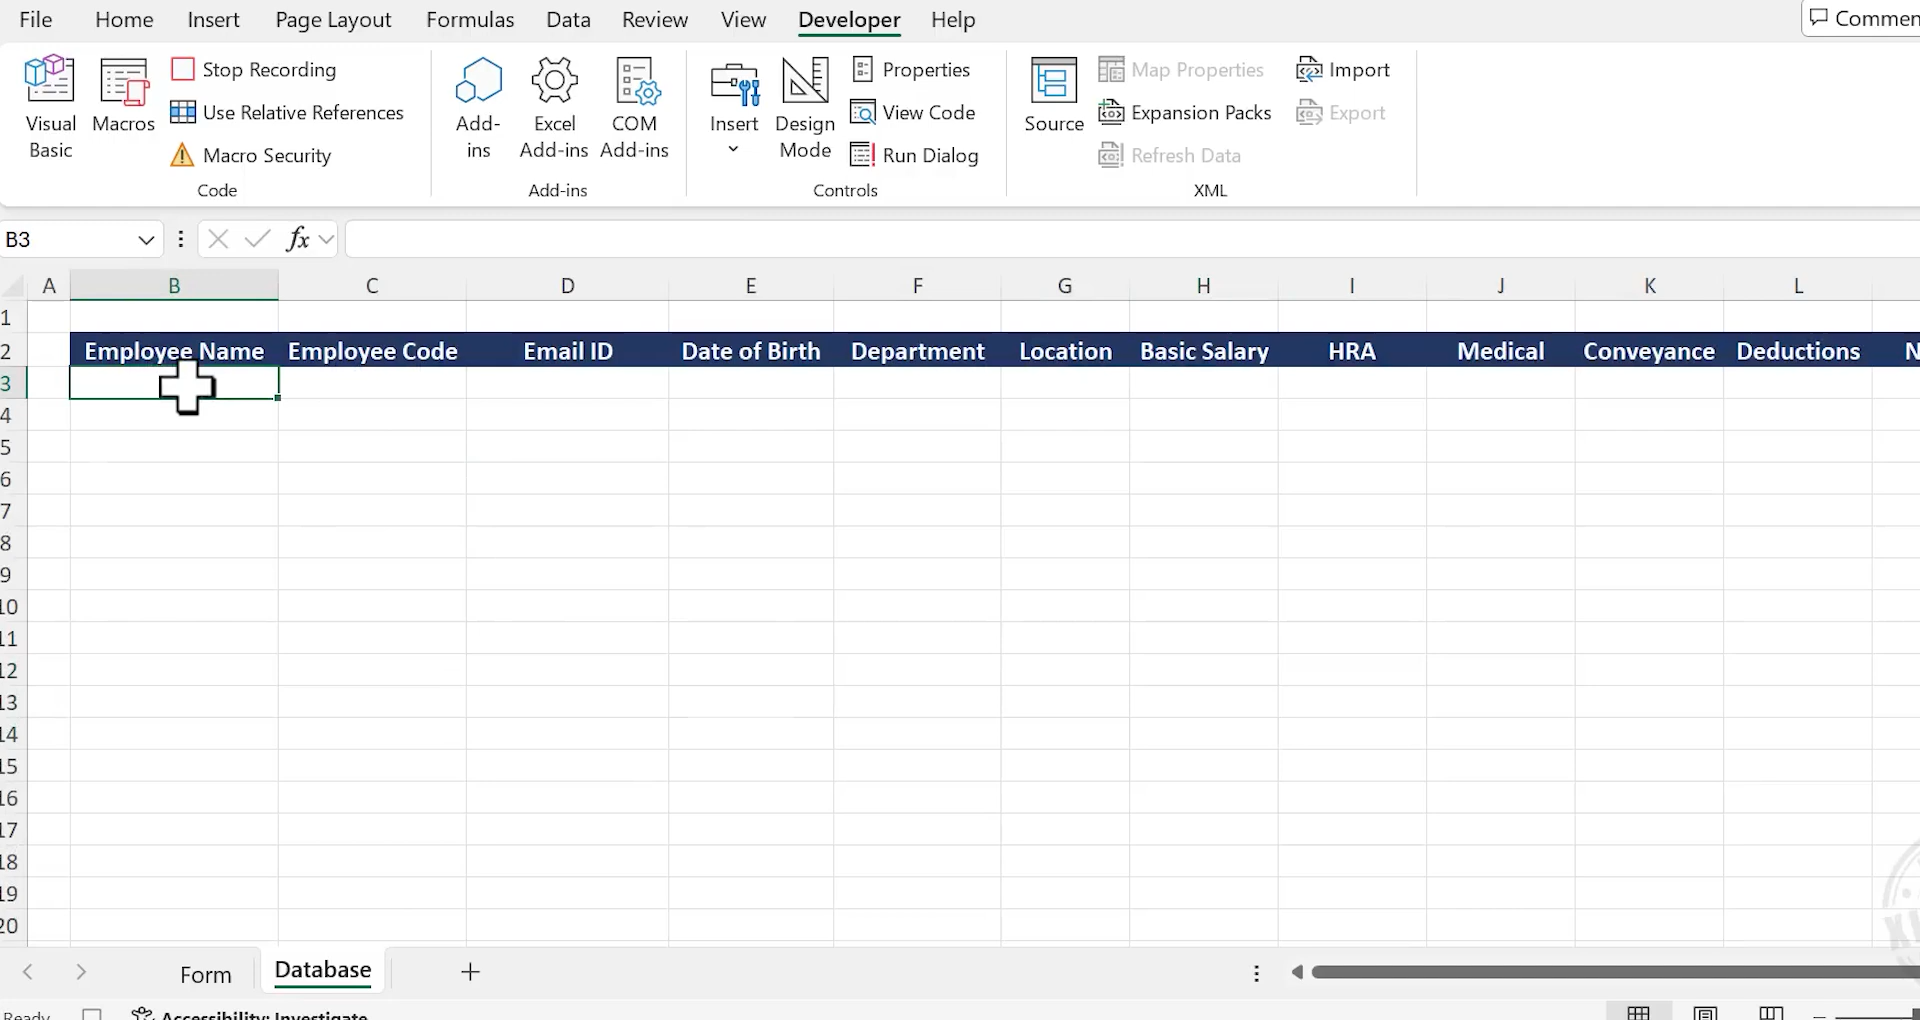 File Home Insert Page Layout Formulas Data Review View Developer Help
Visual Basic
Macros
Stop Recording
Use Relative References
Macro Security
Code
Add-ins
Excel Add-ins
COM Add-ins
Add-ins
Insert
Design Mode
Properties
View Code
Run Dialog
Controls
Source
Map Properties
Expansion Packs
Refresh Data
Import
Export
XML
B3 fx
A B C D E F G H I J K L
1
2 Employee Name Employee Code Email ID Date of Birth Department Location Basic Salary HRA Medical Conveyance Deductions
3
4
5
6
7
8
9
10
11
12
13
14
15
16
17
18
19
20
Form Database +
Ready Accessibility: Investigate